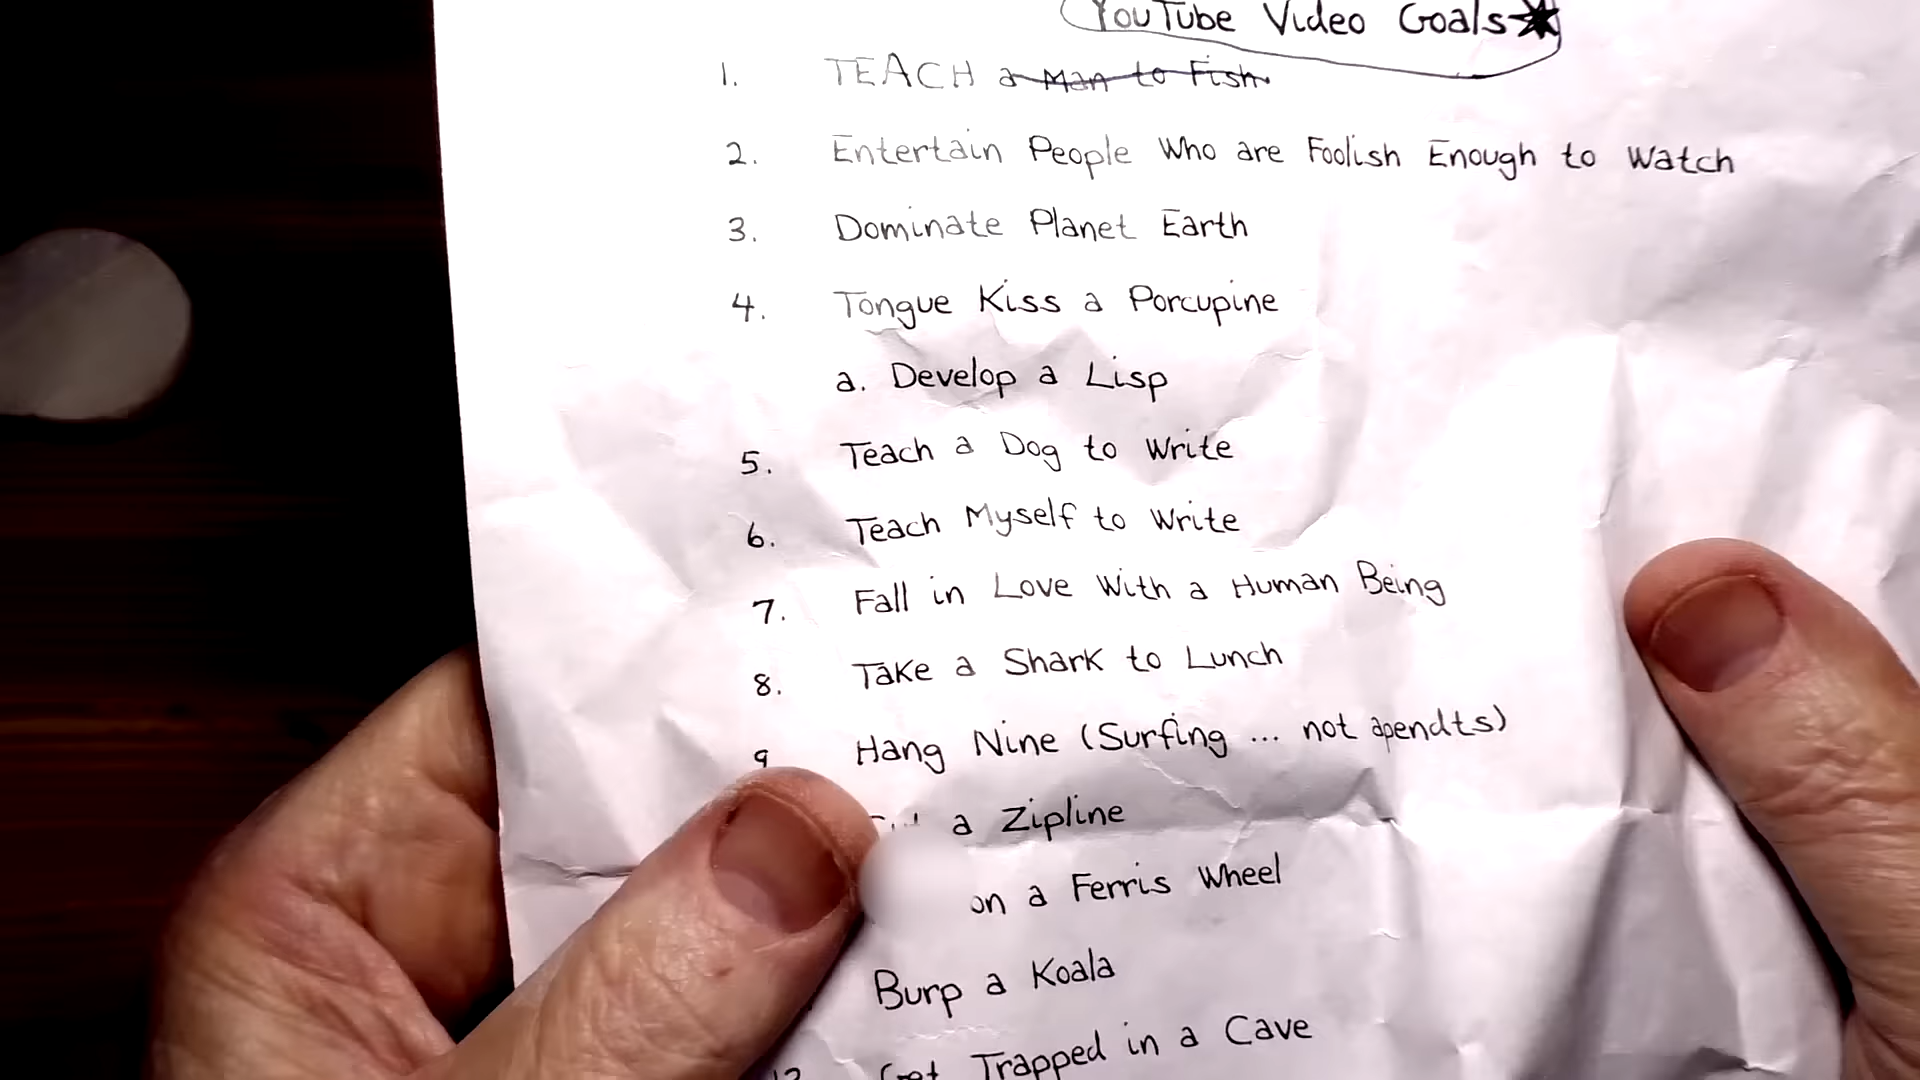 YouTube Video Goals
1. TEACH a Man to Fish.
2. Entertain People Who are Foolish Enough to Watch
3. Dominate Planet Earth
4. Tongue Kiss a Porcupine
a. Develop a Lisp
5. Teach a Dog to Write
6. Teach Myself to Write
7. Fall in Love With a Human Being
8. Take a Shark to Lunch
9 Hang Nine (Surfing ... not apendts)
a Zipline
on a Ferris Wheel
Burp a Koala
Get Trapped in a Cave